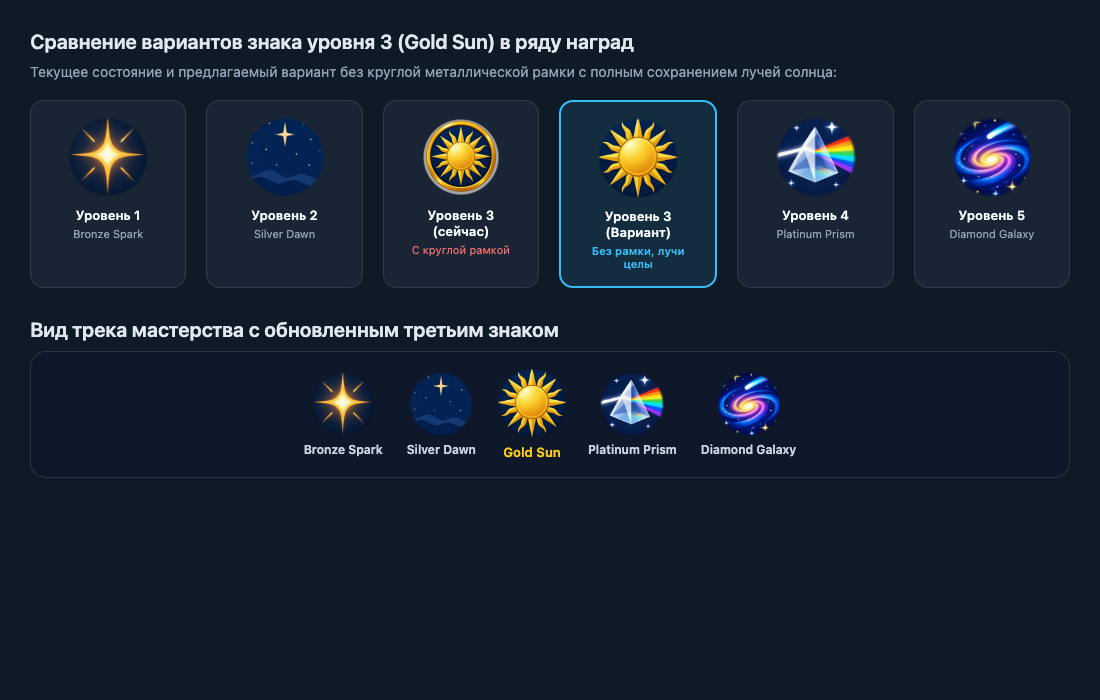 Сравнение вариантов знака уровня 3 (Gold Sun) в ряду наград
Текущее состояние и предлагаемый вариант без круглой металлической рамки с полным сохранением лучей солнца:
Уровень 1
Bronze Spark
Уровень 2
Silver Dawn
Уровень 3
(сейчас)
С круглой рамкой
Уровень 3
(Вариант)
Без рамки, лучи
целы
Уровень 4
Platinum Prism
Уровень 5
Diamond Galaxy
Вид трека мастерства с обновленным третьим знаком
Bronze Spark
Silver Dawn
Gold Sun
Platinum Prism
Diamond Galaxy